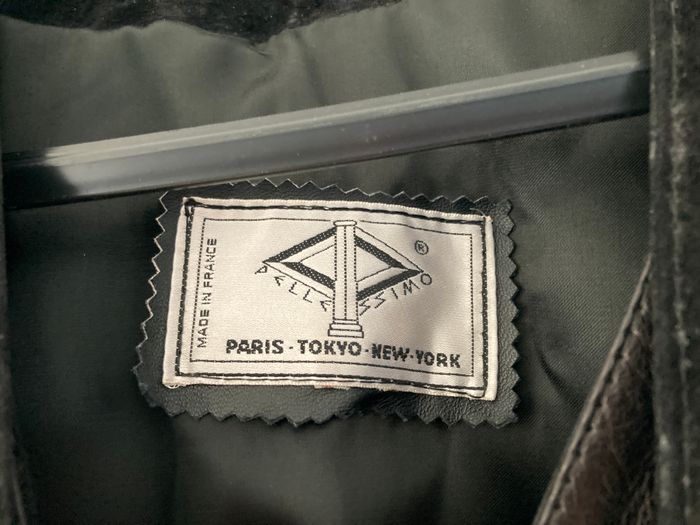 ®
PELLESSIMO
MADE IN FRANCE
PARIS - TOKYO - NEW-YORK